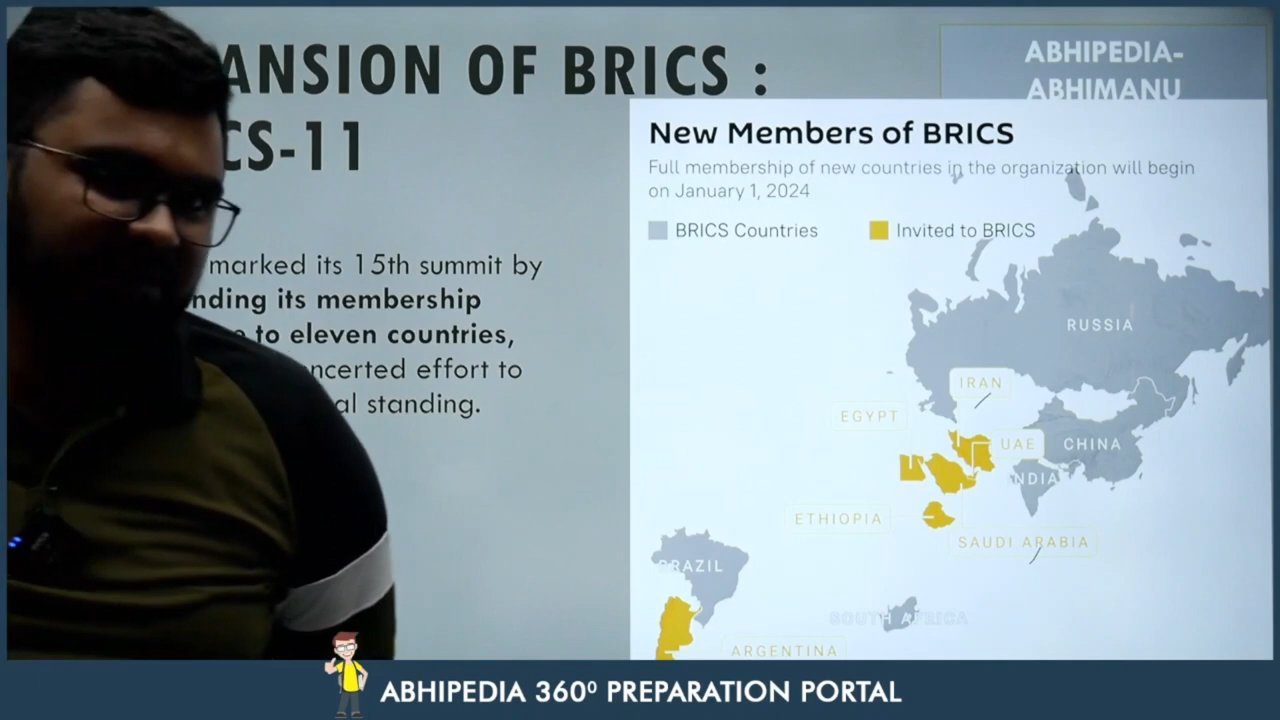 ANSION OF BRICS :
CS-11
marked its 15th summit by
nding its membership
to eleven countries,
ncerted effort to
al standing.
ABHIPEDIA-
ABHIMANU
New Members of BRICS
Full membership of new countries in the organization will begin
on January 1, 2024
BRICS Countries
Invited to BRICS
RUSSIA
IRAN
EGYPT
UAE
CHINA
NDIA
ETHIOPIA
SAUDI ARABIA
BRAZIL
SOUTH AFRICA
ARGENTINA
ABHIPEDIA 360⁰ PREPARATION PORTAL